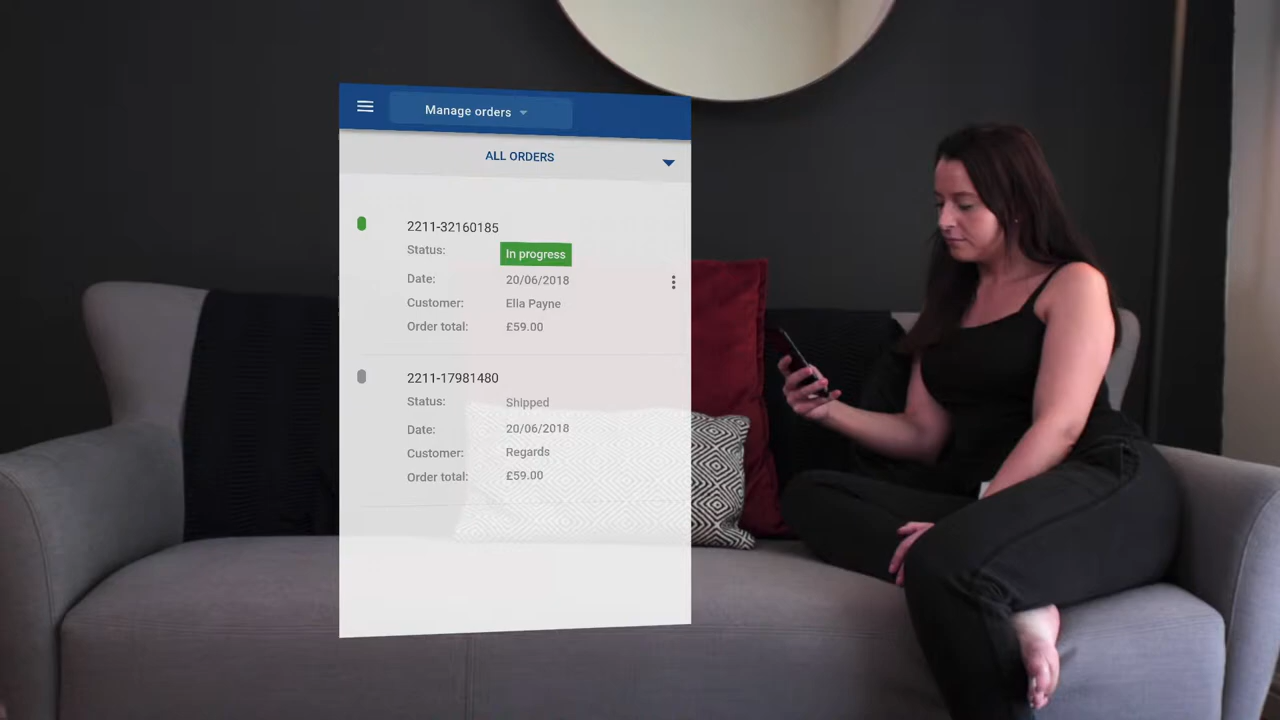 Manage orders
ALL ORDERS
2211-32160185
Status: In progress
Date: 20/06/2018
Customer: Ella Payne
Order total: £59.00
2211-17981480
Status: Shipped
Date: 20/06/2018
Customer: Regards
Order total: £59.00